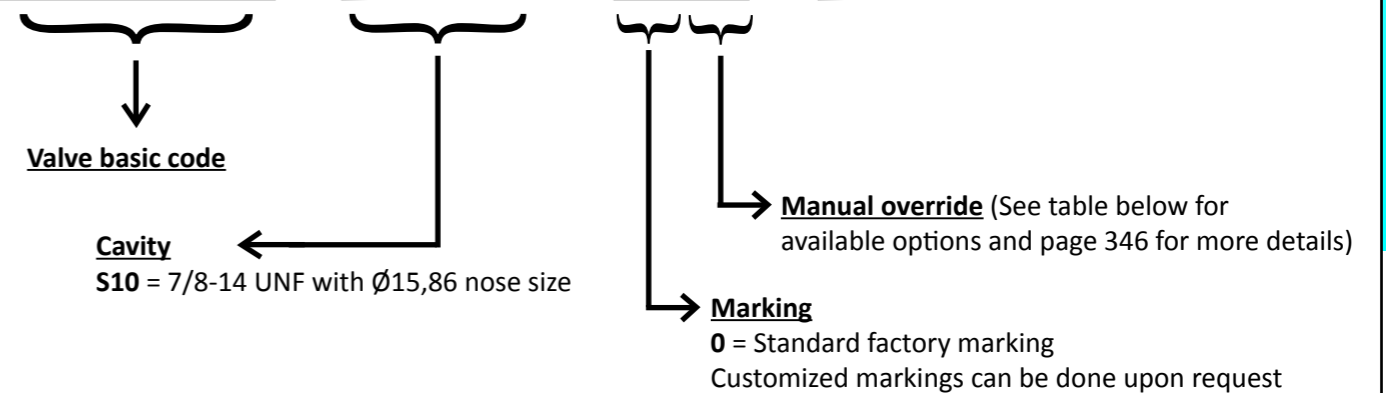 Valve basic code
Cavity
S10 = 7/8-14 UNF with Ø15,86 nose size
Manual override (See table below for
available options and page 346 for more details)
Marking
0 = Standard factory marking
Customized markings can be done upon request